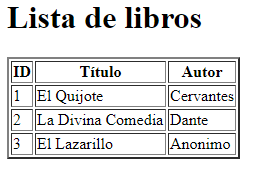 Lista de libros
ID Título Autor
1 El Quijote Cervantes
2 La Divina Comedia Dante
3 El Lazarillo Anonimo